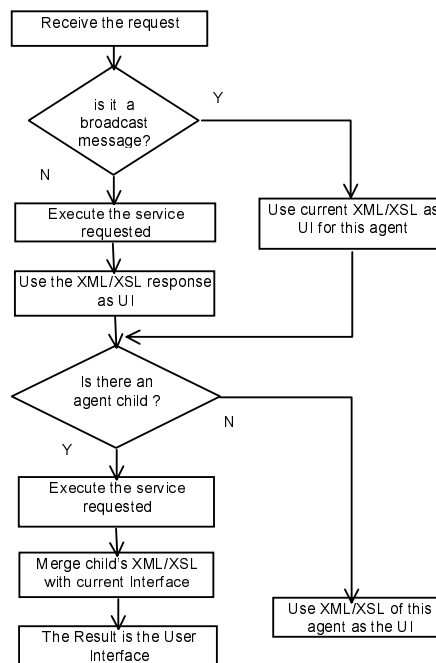 Receive the request
is it a
broadcast
message?
Y
N
Execute the service
requested
Use current XML/XSL as
UI for this agent
Use the XML/XSL response
as UI
Is there an
agent child ?
N
Y
Execute the service
requested
Merge child's XML/XSL
with current Interface
Use XML/XSL of this
agent as the UI
The Result is the User
Interface